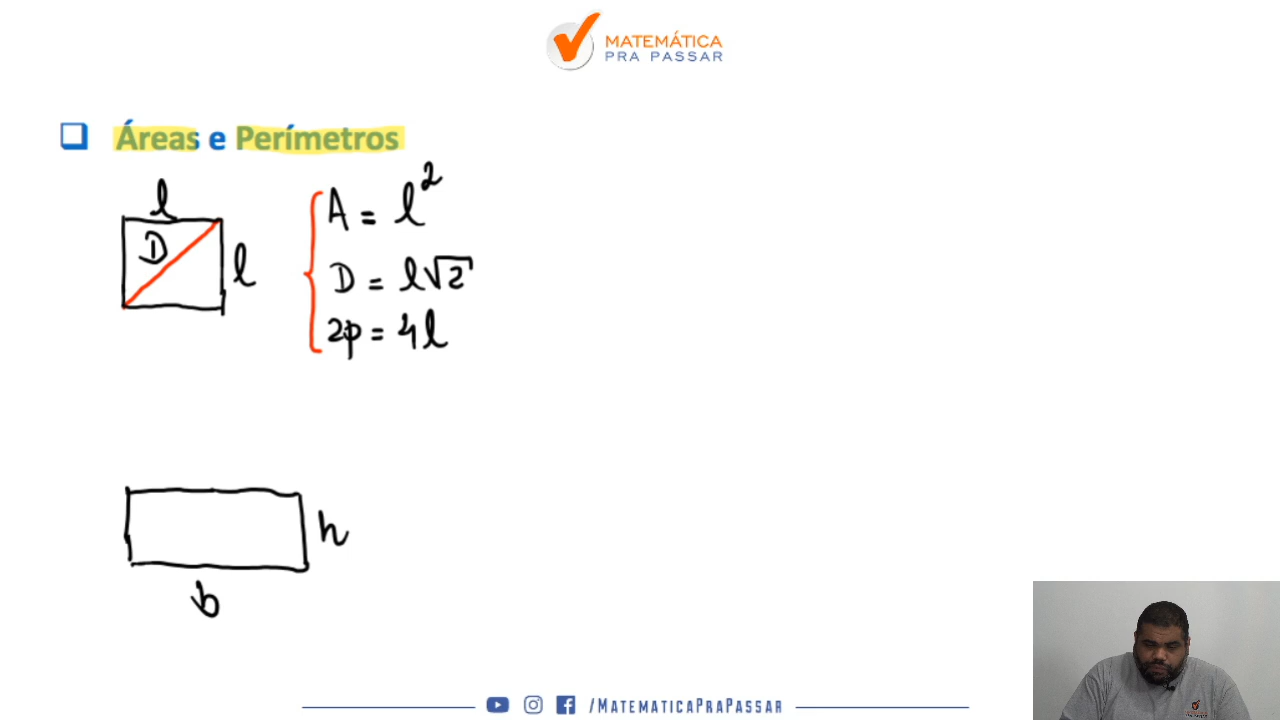 MATEMÁTICA
PRA PASSAR
Áreas e Perímetros
l
D
l
A = l²
D = l√2
2p = 4l
h
b
/MATEMATICAPRAPASSAR